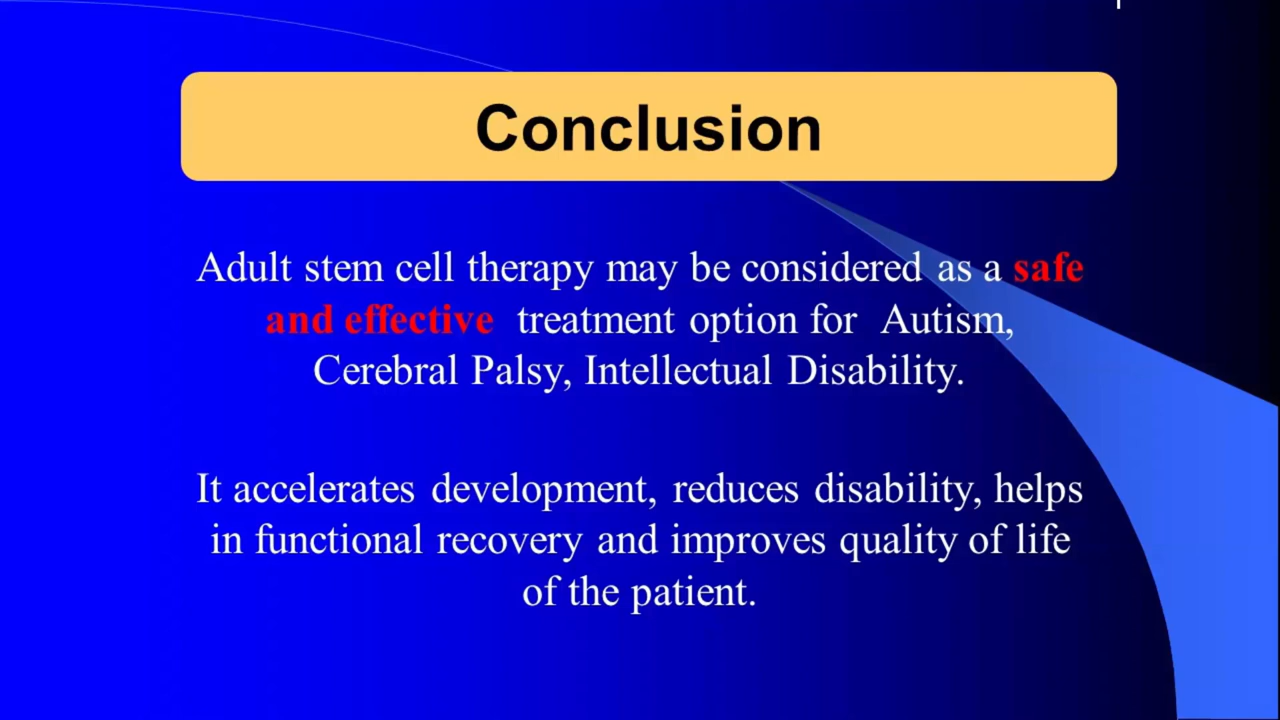 Conclusion
Adult stem cell therapy may be considered as a safe
and effective treatment option for Autism,
Cerebral Palsy, Intellectual Disability.
It accelerates development, reduces disability, helps
in functional recovery and improves quality of life
of the patient.